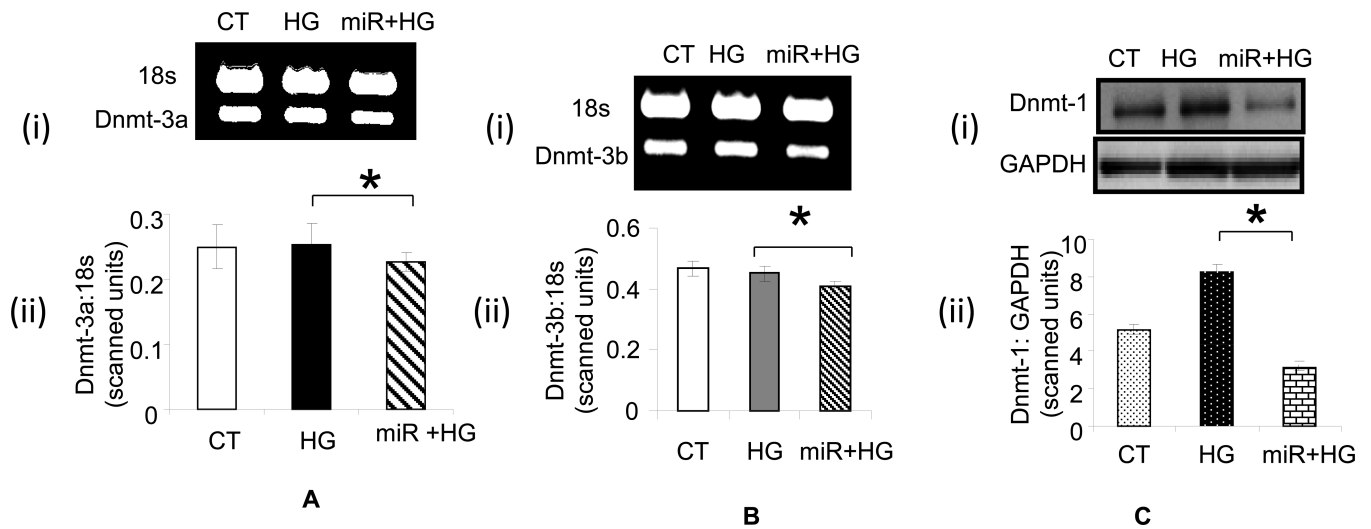 CT HG miR+HG
18s
Dnmt-3a
(i)
*
0.3
0.2
0.1
0
Dnmt-3a:18s
(scanned units)
(ii)
CT HG miR +HG
A
CT HG miR+HG
18s
Dnmt-3b
(i)
*
0.6
0.4
0.2
0
Dnmt-3b:18s
(scanned units)
(ii)
CT HG miR+HG
B
CT HG miR+HG
Dnmt-1
GAPDH
(i)
*
10
8
6
4
2
0
Dnmt-1: GAPDH
(scanned units)
(ii)
CT HG miR+HG
C